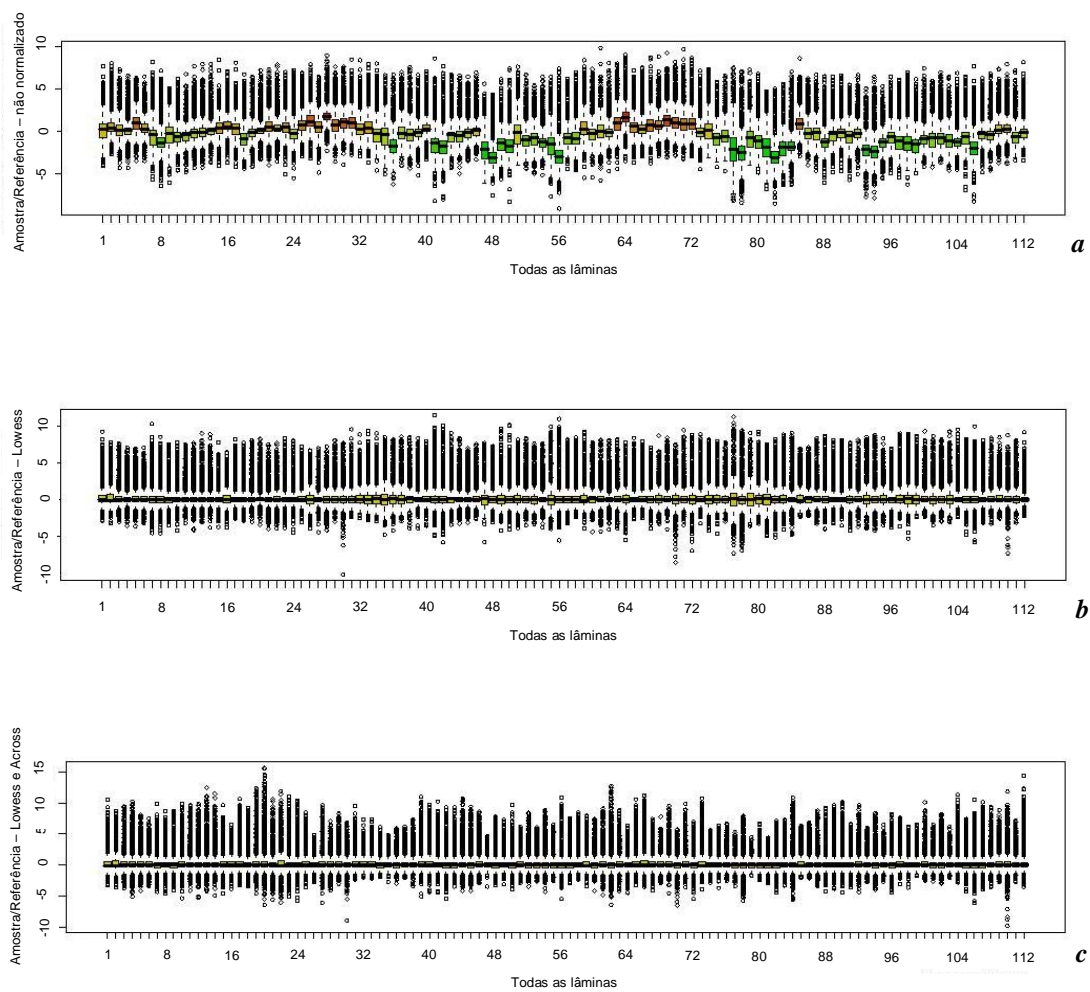 Amostra/Referência – não normalizado
10
5
0
-5
1 8 16 24 32 40 48 56 64 72 80 88 96 104 112
Todas as lâminas
a
Amostra/Referência – Lowess
10
5
0
-5
-10
1 8 16 24 32 40 48 56 64 72 80 88 96 104 112
Todas as lâminas
b
Amostra/Referência – Lowess e Across
15
10
5
0
-5
-10
1 8 16 24 32 40 48 56 64 72 80 88 96 104 112
Todas as lâminas
c